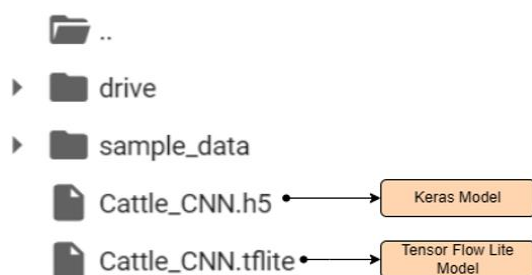 ..
drive
sample_data
Cattle_CNN.h5
Keras Model
Cattle_CNN.tflite
Tensor Flow Lite
Model